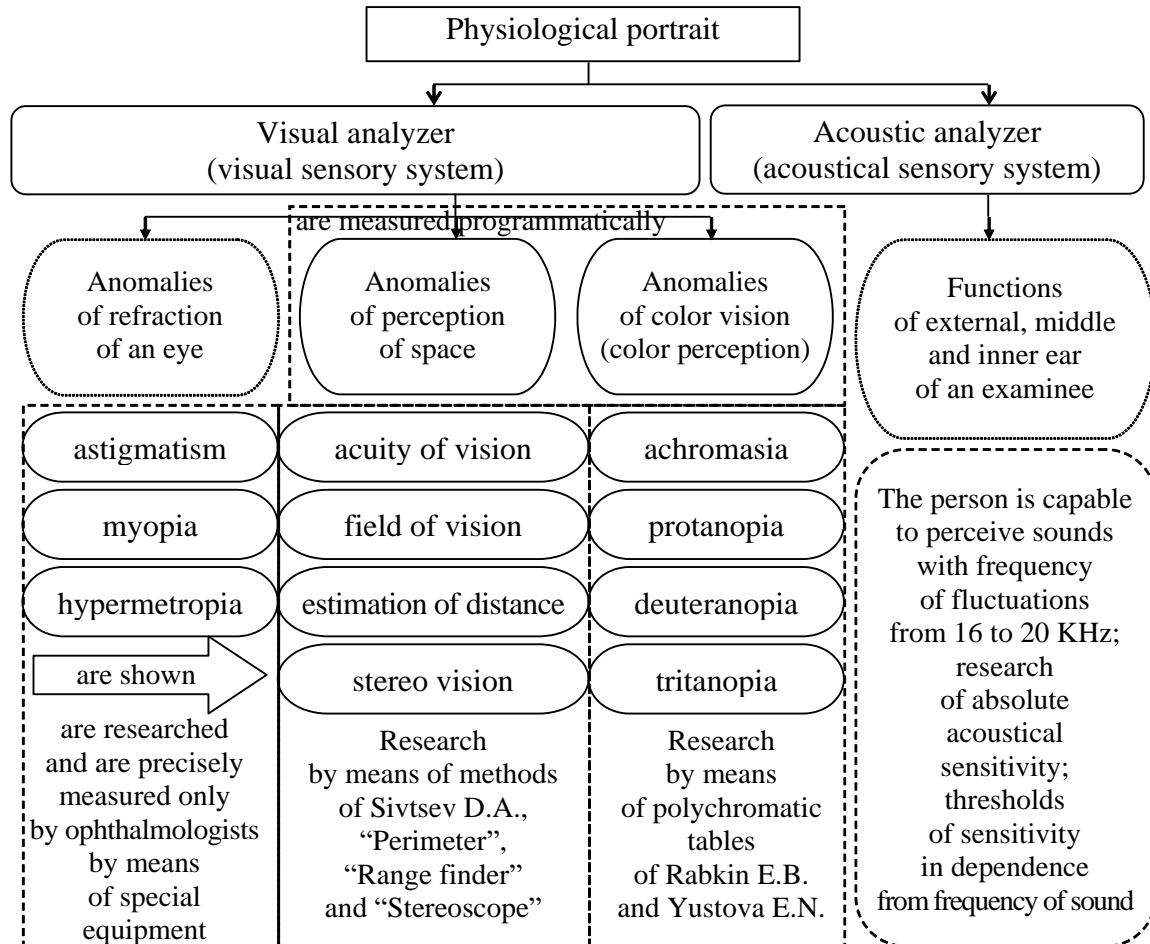 Physiological portrait
Visual analyzer
(visual sensory system)
Acoustic analyzer
(acoustical sensory system)
are measured programmatically
Anomalies
of refraction
of an eye
Anomalies
of perception
of space
Anomalies
of color vision
(color perception)
Functions
of external, middle
and inner ear
of an examinee
astigmatism
myopia
hypermetropia
are shown
are researched
and are precisely
measured only
by ophthalmologists
by means
of special
equipment
acuity of vision
field of vision
estimation of distance
stereo vision
Research
by means of methods
of Sivtsev D.A.,
“Perimeter”,
“Range finder”
and “Stereoscope”
achromasia
protanopia
deuteranopia
tritanopia
Research
by means
of polychromatic
tables
of Rabkin E.B.
and Yustova E.N.
The person is capable
to perceive sounds
with frequency
of fluctuations
from 16 to 20 KHz;
research
of absolute
acoustical
sensitivity;
thresholds
of sensitivity
in dependence
from frequency of sound